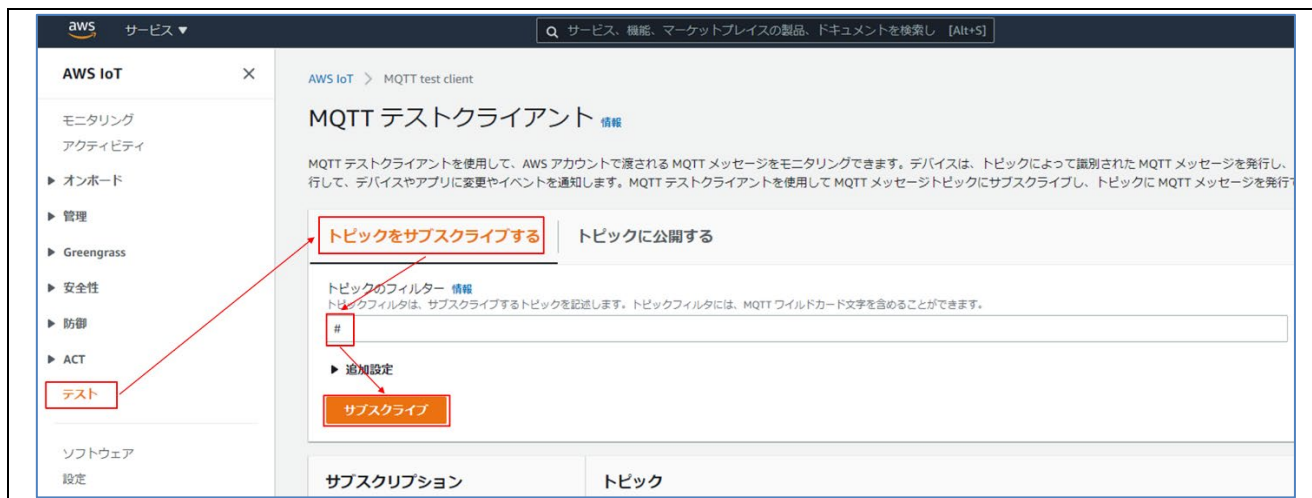 aws サービス ▼ サービス、機能、マーケットプレイスの製品、ドキュメントを検索し [Alt+S]
AWS IoT ×
モニタリング
アクティビティ
▶ オンボード
▶ 管理
▶ Greengrass
▶ 安全性
▶ 防御
▶ ACT
テスト
ソフトウェア
設定
AWS IoT > MQTT test client
MQTT テストクライアント 情報
MQTT テストクライアントを使用して、AWS アカウントで渡される MQTT メッセージをモニタリングできます。デバイスは、トピックによって識別された MQTT メッセージを発行し、
行して、デバイスやアプリに変更やイベントを通知します。MQTT テストクライアントを使用して MQTT メッセージトピックにサブスクライブし、トピックに MQTT メッセージを発行で
トピックをサブスクライブする トピックに公開する
トピックのフィルター 情報
トピックフィルタは、サブスクライブするトピックを記述します。トピックフィルタには、MQTT ワイルドカード文字を含めることができます。
#
▶ 追加設定
サブスクライブ
サブスクリプション トピック